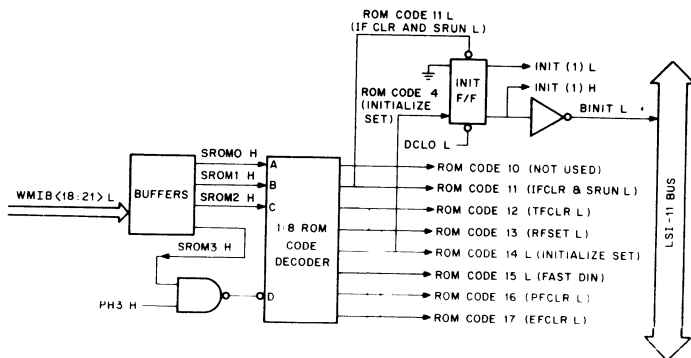 ROM CODE 11 L
(IF CLR AND SRUN L)
INIT (1) L
INIT
F/F
INIT (1) H
ROM CODE 4
(INITIALIZE
SET)
BINIT L
DCLO L
SROM0 H
A
ROM CODE 10 (NOT USED)
WMIB<18:21> L
BUFFERS
SROM1 H
B
ROM CODE 11 (IFCLR & SRUN L)
SROM2 H
C
ROM CODE 12 (TFCLR L)
1:8 ROM
CODE
DECODER
ROM CODE 13 (RFSET L)
SROM3 H
ROM CODE 14 L (INITIALIZE SET)
ROM CODE 15 L (FAST DIN)
PH3 H
D
ROM CODE 16 (PFCLR L)
ROM CODE 17 (EFCLR L)
LSI-11 BUS